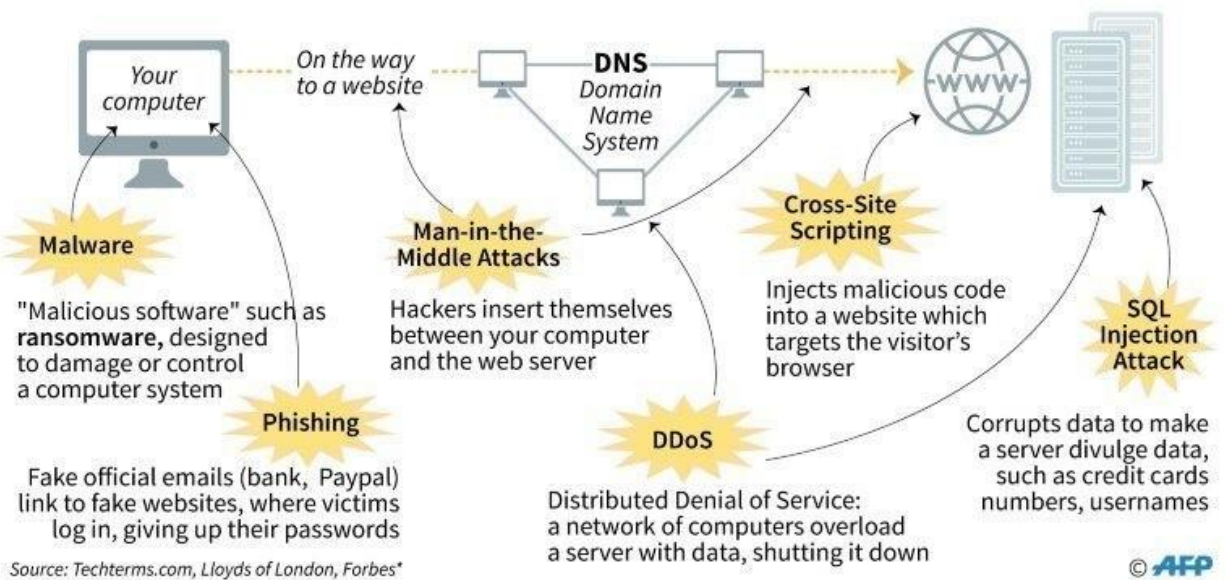 Your
computer
On the way
to a website
DNS
Domain
Name
System
WWW
Malware
"Malicious software" such as
ransomware, designed
to damage or control
a computer system
Phishing
Fake official emails (bank, Paypal)
link to fake websites, where victims
log in, giving up their passwords
Man-in-the-
Middle Attacks
Hackers insert themselves
between your computer
and the web server
DDoS
Distributed Denial of Service:
a network of computers overload
a server with data, shutting it down
Cross-Site
Scripting
Injects malicious code
into a website which
targets the visitor's
browser
SQL
Injection
Attack
Corrupts data to make
a server divulge data,
such as credit cards
numbers, usernames
Source: Techterms.com, Lloyds of London, Forbes*
© AFP